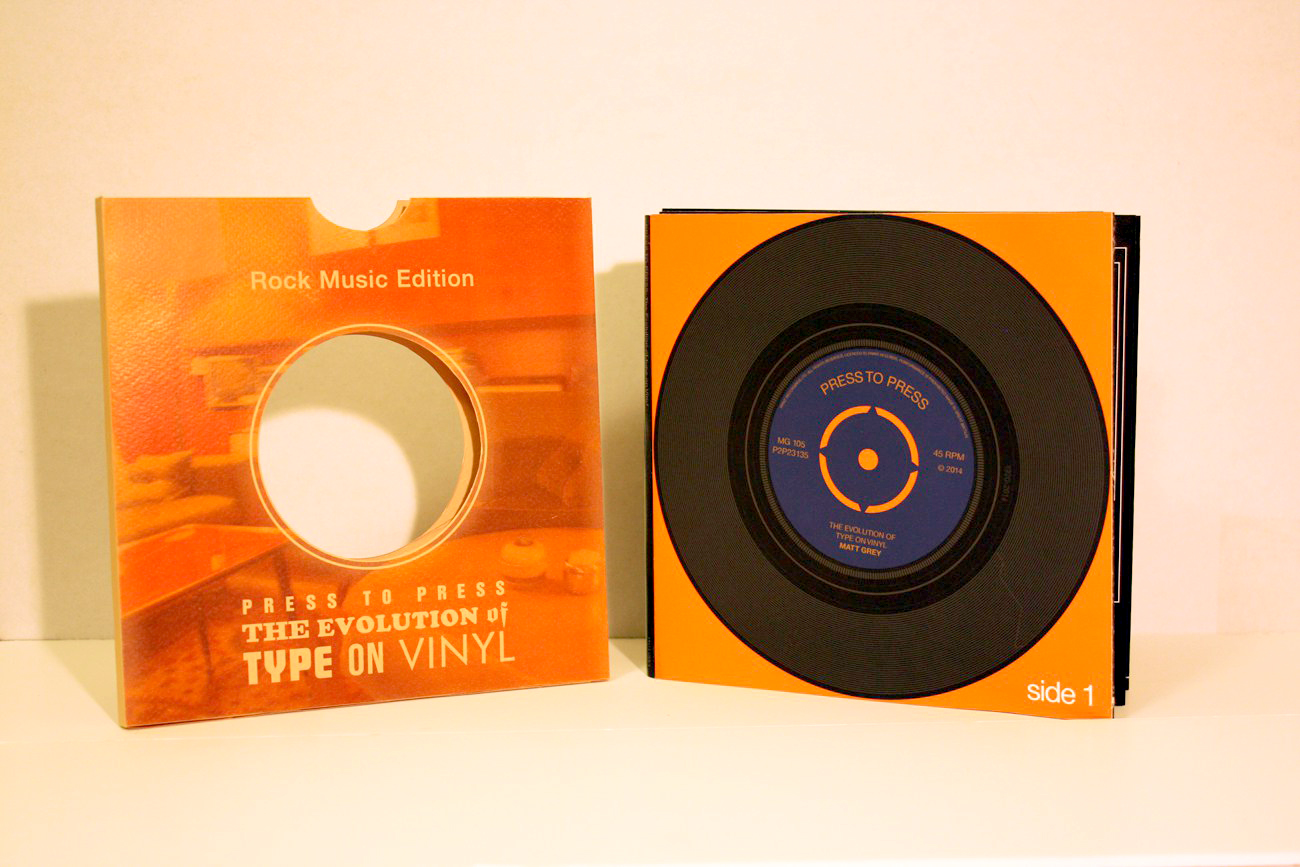 Rock Music Edition
PRESS TO PRESS
THE EVOLUTION of
TYPE ON VINYL
PRESS TO PRESS
MG 105
P2P23135
45 RPM
© 2014
THE EVOLUTION OF
TYPE ON VINYL
MATT GREY
side 1